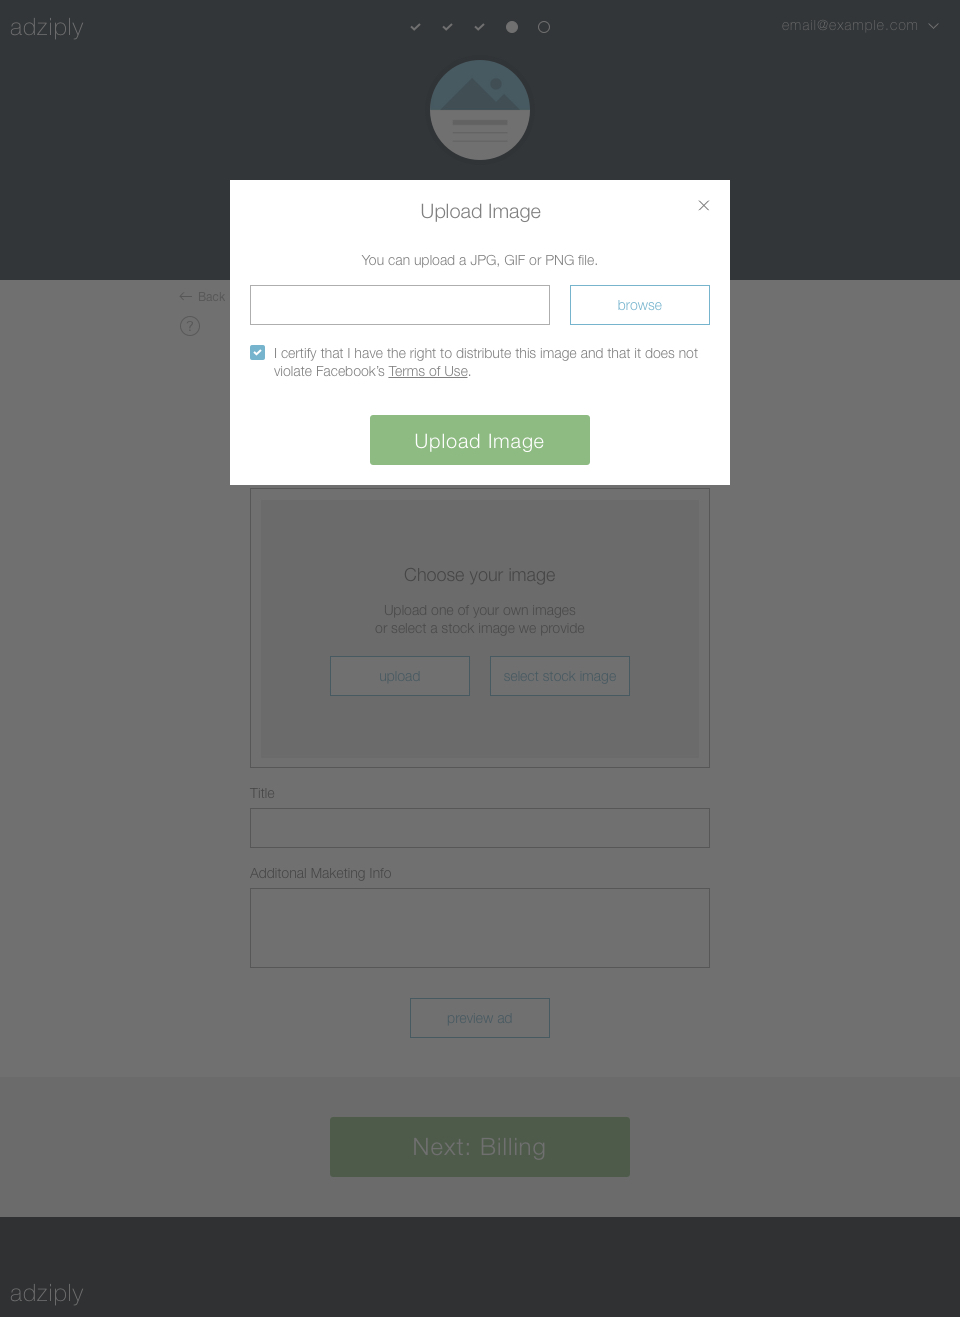 adziply
email@example.com
Upload Image
You can upload a JPG, GIF or PNG file.
browse
I certify that I have the right to distribute this image and that it does not
violate Facebook’s Terms of Use.
Upload Image
Back
?
Choose your image
Upload one of your own images
or select a stock image we provide
upload
select stock image
Title
Additonal Maketing Info
preview ad
Next: Billing
adziply